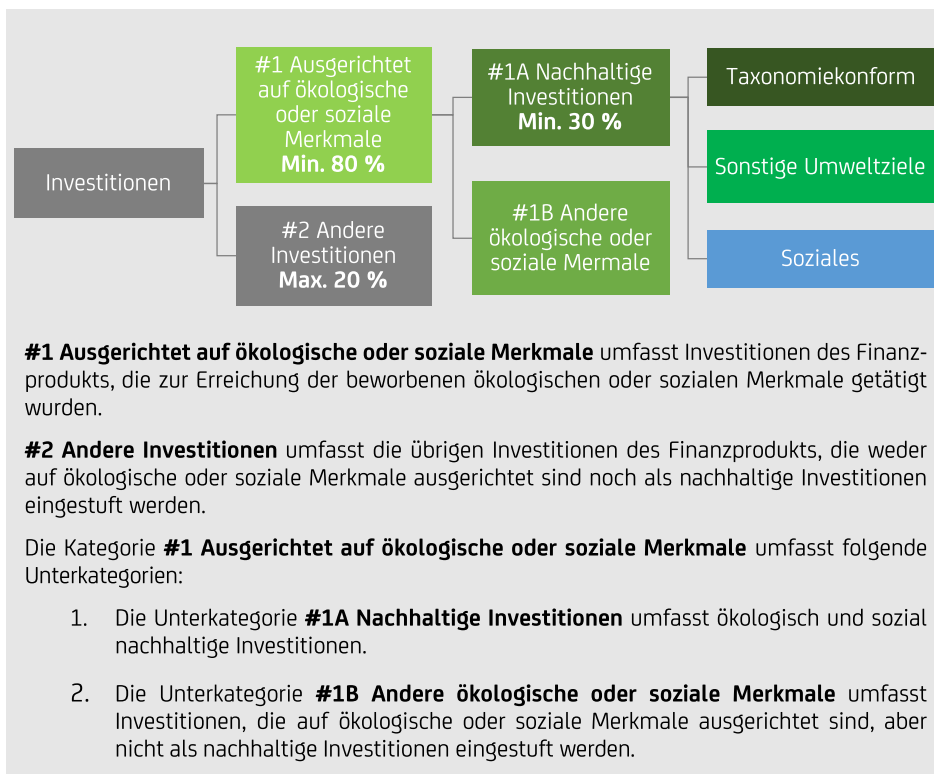 Investitionen
#1 Ausgerichtet
auf ökologische
oder soziale
Merkmale
Min. 80 %
#2 Andere
Investitionen
Max. 20 %
#1A Nachhaltige
Investitionen
Min. 30 %
#1B Andere
ökologische oder
soziale Mermale
Taxonomiekonform
Sonstige Umweltziele
Soziales
#1 Ausgerichtet auf ökologische oder soziale Merkmale umfasst Investitionen des Finanz-
produkts, die zur Erreichung der beworbenen ökologischen oder sozialen Merkmale getätigt
wurden.
#2 Andere Investitionen umfasst die übrigen Investitionen des Finanzprodukts, die weder
auf ökologische oder soziale Merkmale ausgerichtet sind noch als nachhaltige Investitionen
eingestuft werden.
Die Kategorie #1 Ausgerichtet auf ökologische oder soziale Merkmale umfasst folgende
Unterkategorien:
1. Die Unterkategorie #1A Nachhaltige Investitionen umfasst ökologisch und sozial
nachhaltige Investitionen.
2. Die Unterkategorie #1B Andere ökologische oder soziale Merkmale umfasst
Investitionen, die auf ökologische oder soziale Merkmale ausgerichtet sind, aber
nicht als nachhaltige Investitionen eingestuft werden.